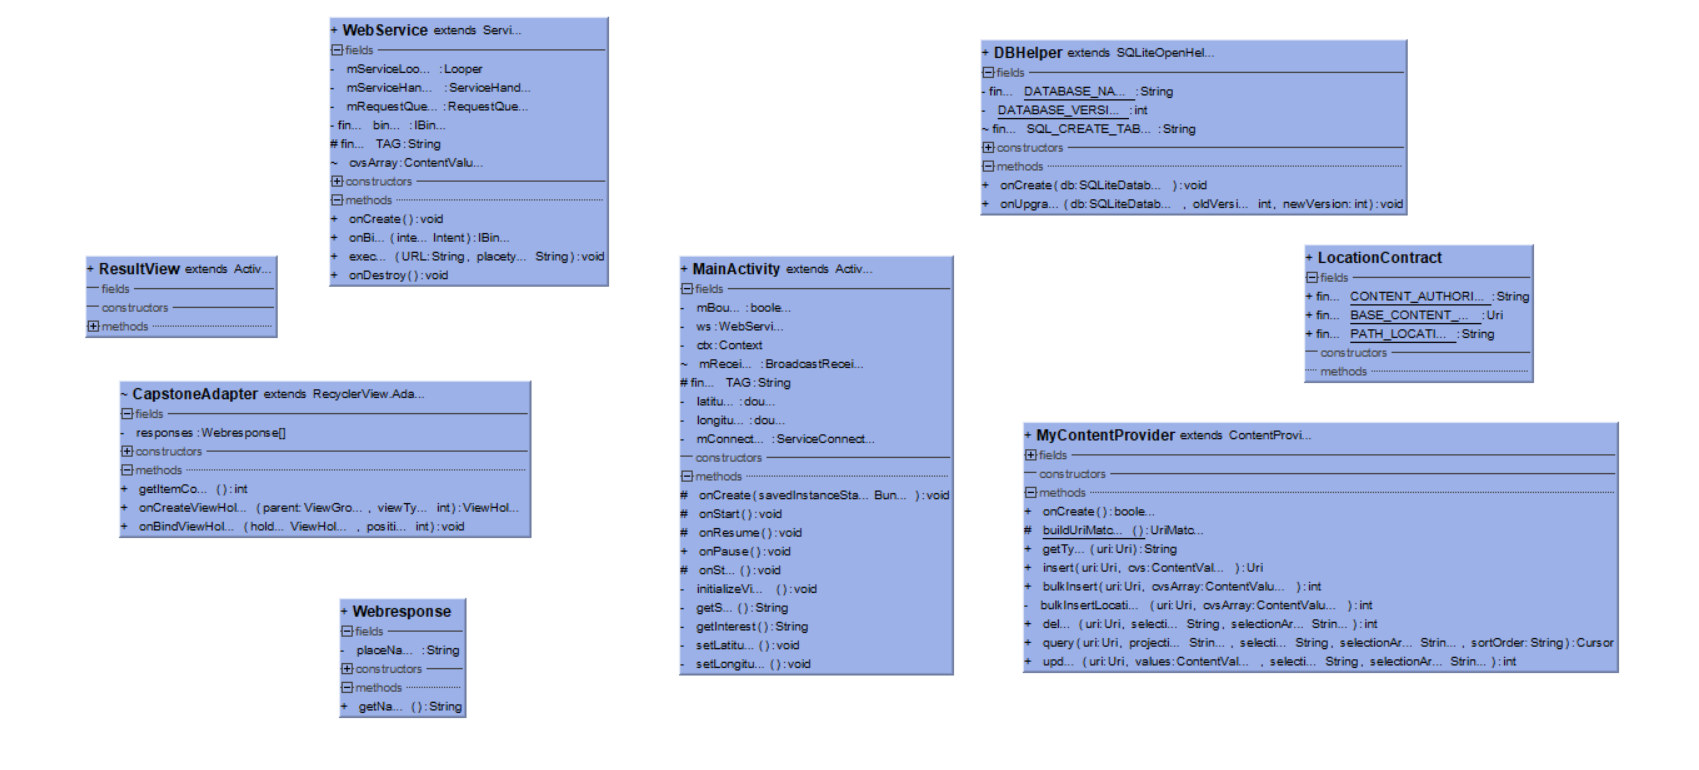 + WebService extends Servi...
fields
- mServiceLoo... :Looper
- mServiceHan... :ServiceHand...
- mRequestQue... :RequestQue...
- fin... bin... :IBin...
# fin... TAG:String
~ cvsArray:ContentValu...
constructors
methods
+ onCreate():void
+ onBi... (inte... Intent):IBin...
+ exec... (URL:String, placety... String):void
+ onDestroy():void
+ DBHelper extends SQLiteOpenHel...
fields
- fin... DATABASE_NA... :String
- DATABASE_VERSI... :int
~ fin... SQL_CREATE_TAB... :String
constructors
methods
+ onCreate(db:SQLiteDatab... ):void
+ onUpgra... (db:SQLiteDatab... , oldVersi... int, newVersion:int):void
+ ResultView extends Activ...
fields
constructors
methods
+ MainActivity extends Activ...
fields
- mBou... :boole...
- ws:WebServi...
- ctx:Context
~ mRecei... :BroadcastRecei...
# fin... TAG:String
- latitu... :dou...
- longitu... :dou...
- mConnect... :ServiceConnect...
constructors
methods
# onCreate(savedInstanceSta... Bun... ):void
# onStart():void
# onResume():void
+ onPause():void
# onSt... ():void
- initializeVi... ():void
- getS... ():String
- getInterest():String
- setLatitu... ():void
- setLongitu... ():void
+ LocationContract
fields
+ fin... CONTENT_AUTHORI... :String
+ fin... BASE_CONTENT_... :Uri
+ fin... PATH_LOCATI... :String
constructors
methods
~ CapstoneAdapter extends RecyclerView.Ada...
fields
- responses:Webresponse[]
constructors
methods
+ getItemCo... ():int
+ onCreateViewHol... (parent:ViewGro... , viewTy... int):ViewHol...
+ onBindViewHol... (hold... ViewHol... , positi... int):void
+ MyContentProvider extends ContentProvi...
fields
constructors
methods
+ onCreate():boole...
# buildUriMatc... ():UriMatc...
+ getTy... (uri:Uri):String
+ insert(uri:Uri, cvs:ContentVal... ):Uri
+ bulkInsert(uri:Uri, cvsArray:ContentValu... ):int
- bulkInsertLocati... (uri:Uri, cvsArray:ContentValu... ):int
+ del... (uri:Uri, selecti... String, selectionAr... Strin... ):int
+ query(uri:Uri, projecti... Strin... , selecti... String, selectionAr... Strin... , sortOrder:String):Cursor
+ upd... (uri:Uri, values:ContentVal... , selecti... String, selectionAr... Strin... ):int
+ Webresponse
fields
- placeNa... :String
constructors
methods
+ getNa... ():String